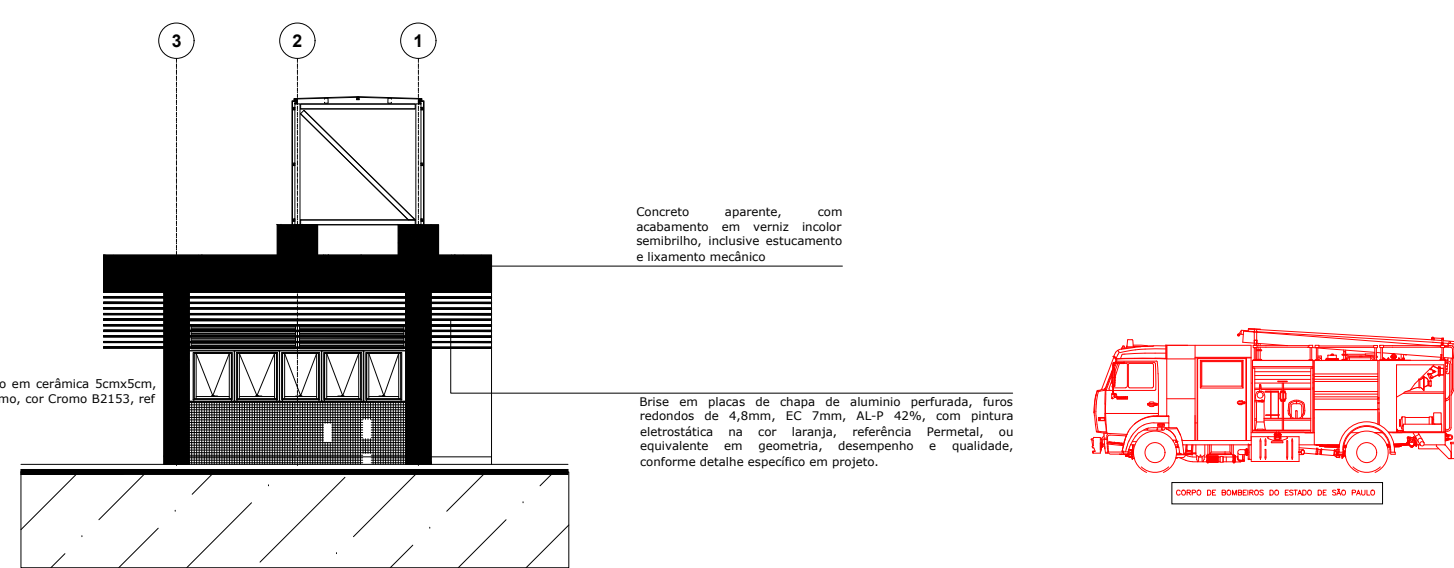 3
2
1
Concreto aparente, com
acabamento em verniz incolor
semibrilho, inclusive estucamento
e lixamento mecânico
o em cerâmica 5cmx5cm,
mo, cor Cromo B2153, ref
Brise em placas de chapa de aluminio perfurada, furos
redondos de 4,8mm, EC 7mm, AL-P 42%, com pintura
eletrostática na cor laranja, referência Permetal, ou
equivalente em geometria, desempenho e qualidade,
conforme detalhe específico em projeto.
CORPO DE BOMBEIROS DO ESTADO DE SÃO PAULO